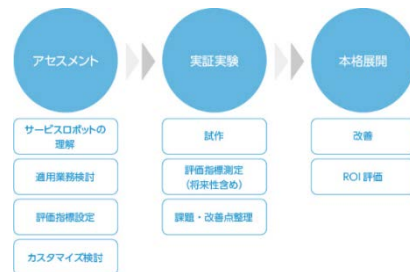 アセスメント
実証実験
本格展開
サービスロボットの
理解
適用業務検討
評価指標設定
カスタマイズ検討
試作
評価指標測定
(将来性含め)
課題・改善点整理
改善
ROI 評価